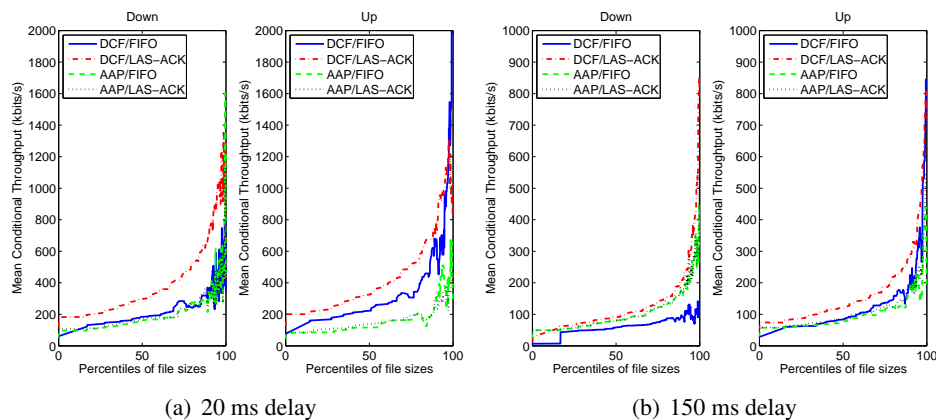 Down
Mean Conditional Throughtput (kbits/s)
2000
1800
1600
1400
1200
1000
800
600
400
200
0
DCF/FIFO
DCF/LAS−ACK
AAP/FIFO
AAP/LAS−ACK
0 50 100
Percentiles of file sizes
Up
Mean Conditional Throughtput (kbits/s)
2000
1800
1600
1400
1200
1000
800
600
400
200
0
DCF/FIFO
DCF/LAS−ACK
AAP/FIFO
AAP/LAS−ACK
0 50 100
Percentiles of file sizes
(a) 20 ms delay
Down
Mean Conditional Throughtput (kbits/s)
1000
900
800
700
600
500
400
300
200
100
0
DCF/FIFO
DCF/LAS−ACK
AAP/FIFO
AAP/LAS−ACK
0 50 100
Percentiles of file sizes
Up
Mean Conditional Throughtput (kbits/s)
1000
900
800
700
600
500
400
300
200
100
0
DCF/FIFO
DCF/LAS−ACK
AAP/FIFO
AAP/LAS−ACK
0 50 100
Percentiles of file sizes
(b) 150 ms delay